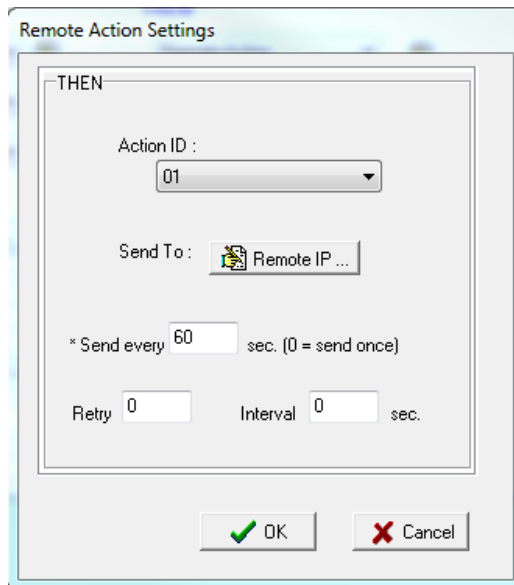 Remote Action Settings
THEN
Action ID :
01
Send To : Remote IP ...
* Send every 60 sec. (0 = send once)
Retry 0 Interval 0 sec.
OK Cancel